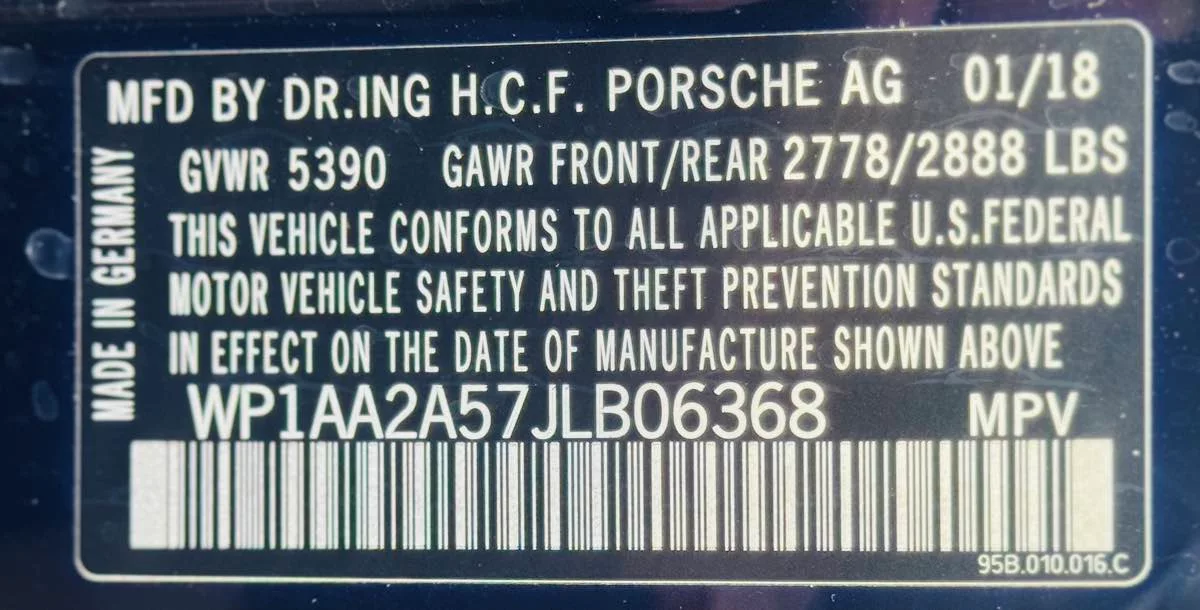 MFD BY DR.ING H.C.F. PORSCHE AG 01/18
GVWR 5390 GAWR FRONT/REAR 2778/2888 LBS
THIS VEHICLE CONFORMS TO ALL APPLICABLE U.S.FEDERAL
MOTOR VEHICLE SAFETY AND THEFT PREVENTION STANDARDS
IN EFFECT ON THE DATE OF MANUFACTURE SHOWN ABOVE
WP1AA2A57JLB06368 MPV
95B.010.016.C
MADE IN GERMANY